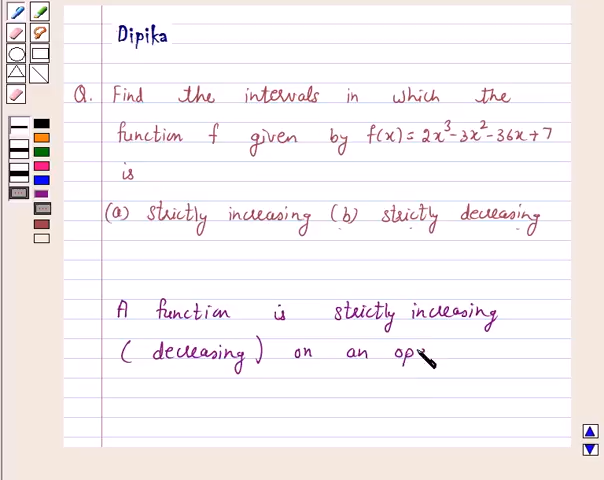 Dipika
Q. Find the intervals in which the
function f given by f(x) = 2x³-3x²-36x+7
is
(a) strictly increasing (b) strictly decreasing
A function is strictly increasing
( decreasing ) on an op